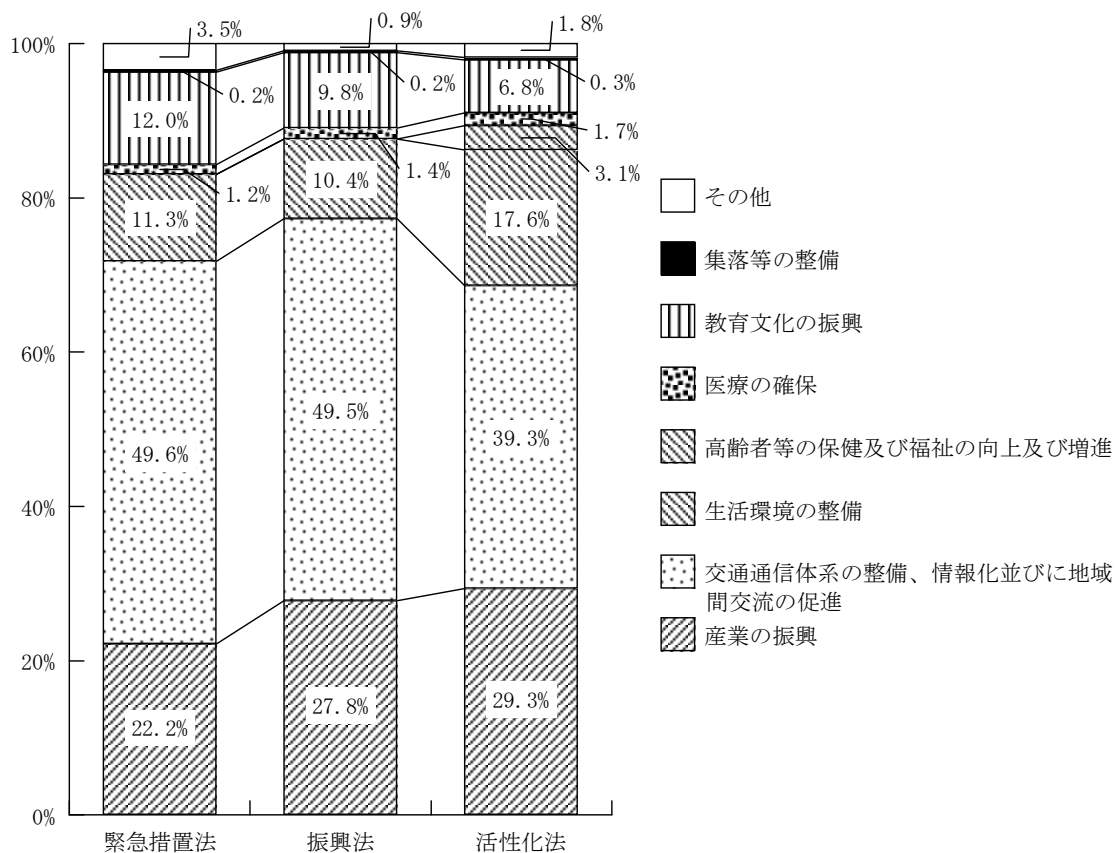 3.5%
0.9%
1.8%
100%
0.2%
12.0%
9.8%
0.2%
6.8%
0.3%
1.7%
1.2%
1.4%
3.1%
80%
11.3%
10.4%
17.6%
60%
49.6%
49.5%
39.3%
40%
20%
22.2%
27.8%
29.3%
0%
緊急措置法
振興法
活性化法
その他
集落等の整備
教育文化の振興
医療の確保
高齢者等の保健及び福祉の向上及び増進
生活環境の整備
交通通信体系の整備、情報化並びに地域
間交流の促進
産業の振興